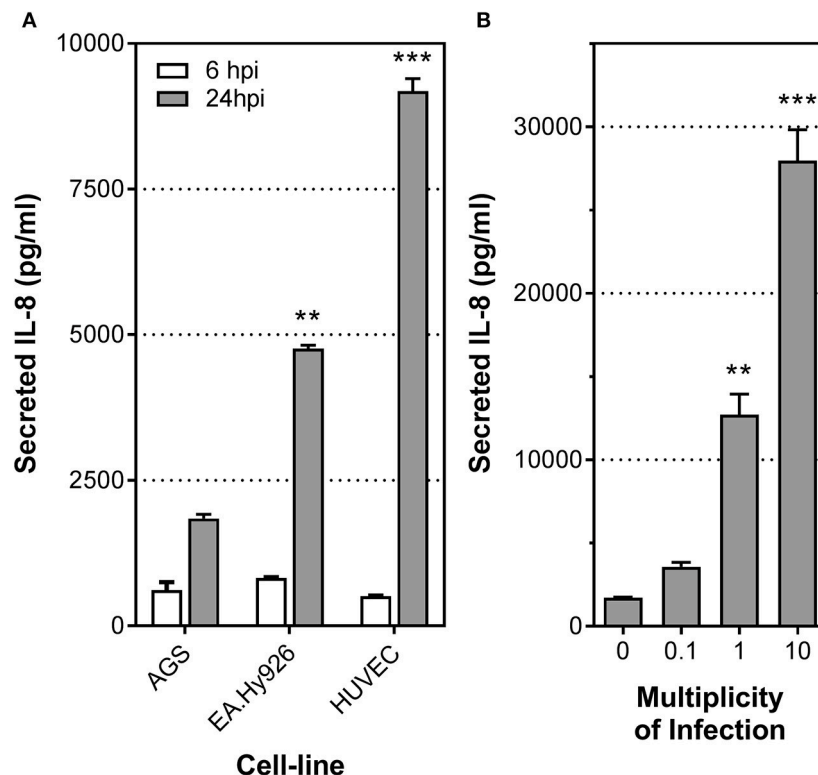 A
10000
7500
5000
2500
0
Secreted IL-8 (pg/ml)
6 hpi
24hpi
**
***
AGS
EA.Hy926
HUVEC
Cell-line
B
30000
20000
10000
0
Secreted IL-8 (pg/ml)
**
***
0 0.1 1 10
Multiplicity
of Infection